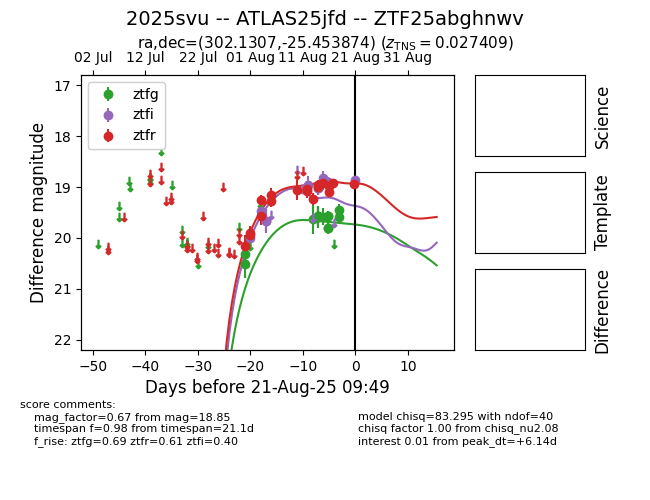 2025svu -- ATLAS25jfd -- ZTF25abghnwv
ra,dec=(302.1307,-25.453874) (zTNS = 0.027409)
02 Jul 12 Jul 22 Jul 01 Aug 11 Aug 21 Aug 31 Aug
17
18
19
20
21
22
Difference magnitude
ztfg
ztfi
ztfr
−50 −40 −30 −20 −10 0 10
Days before 21-Aug-25 09:49
Science
Template
Difference
score comments:
mag_factor=0.67 from mag=18.85
timespan f=0.98 from timespan=21.1d
f_rise: ztfg=0.69 ztfr=0.61 ztfi=0.40
model chisq=83.295 with ndof=40
chisq factor 1.00 from chisq_nu2.08
interest 0.01 from peak_dt=+6.14d